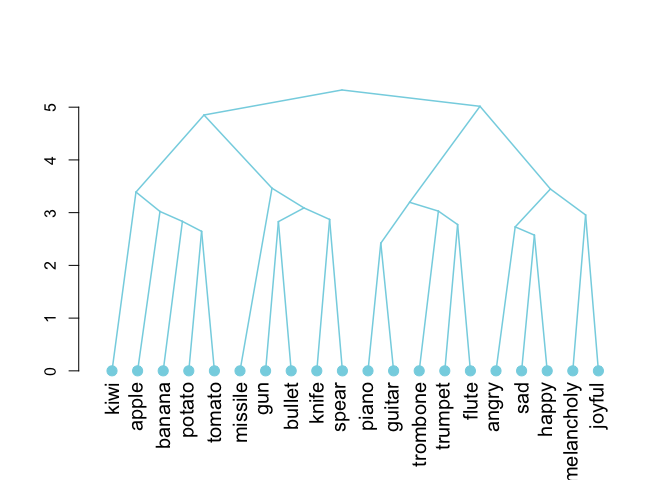 5
4
3
2
1
0
kiwi
apple
banana
potato
tomato
missile
gun
bullet
knife
spear
piano
guitar
trombone
trumpet
flute
angry
sad
happy
melancholy
joyful